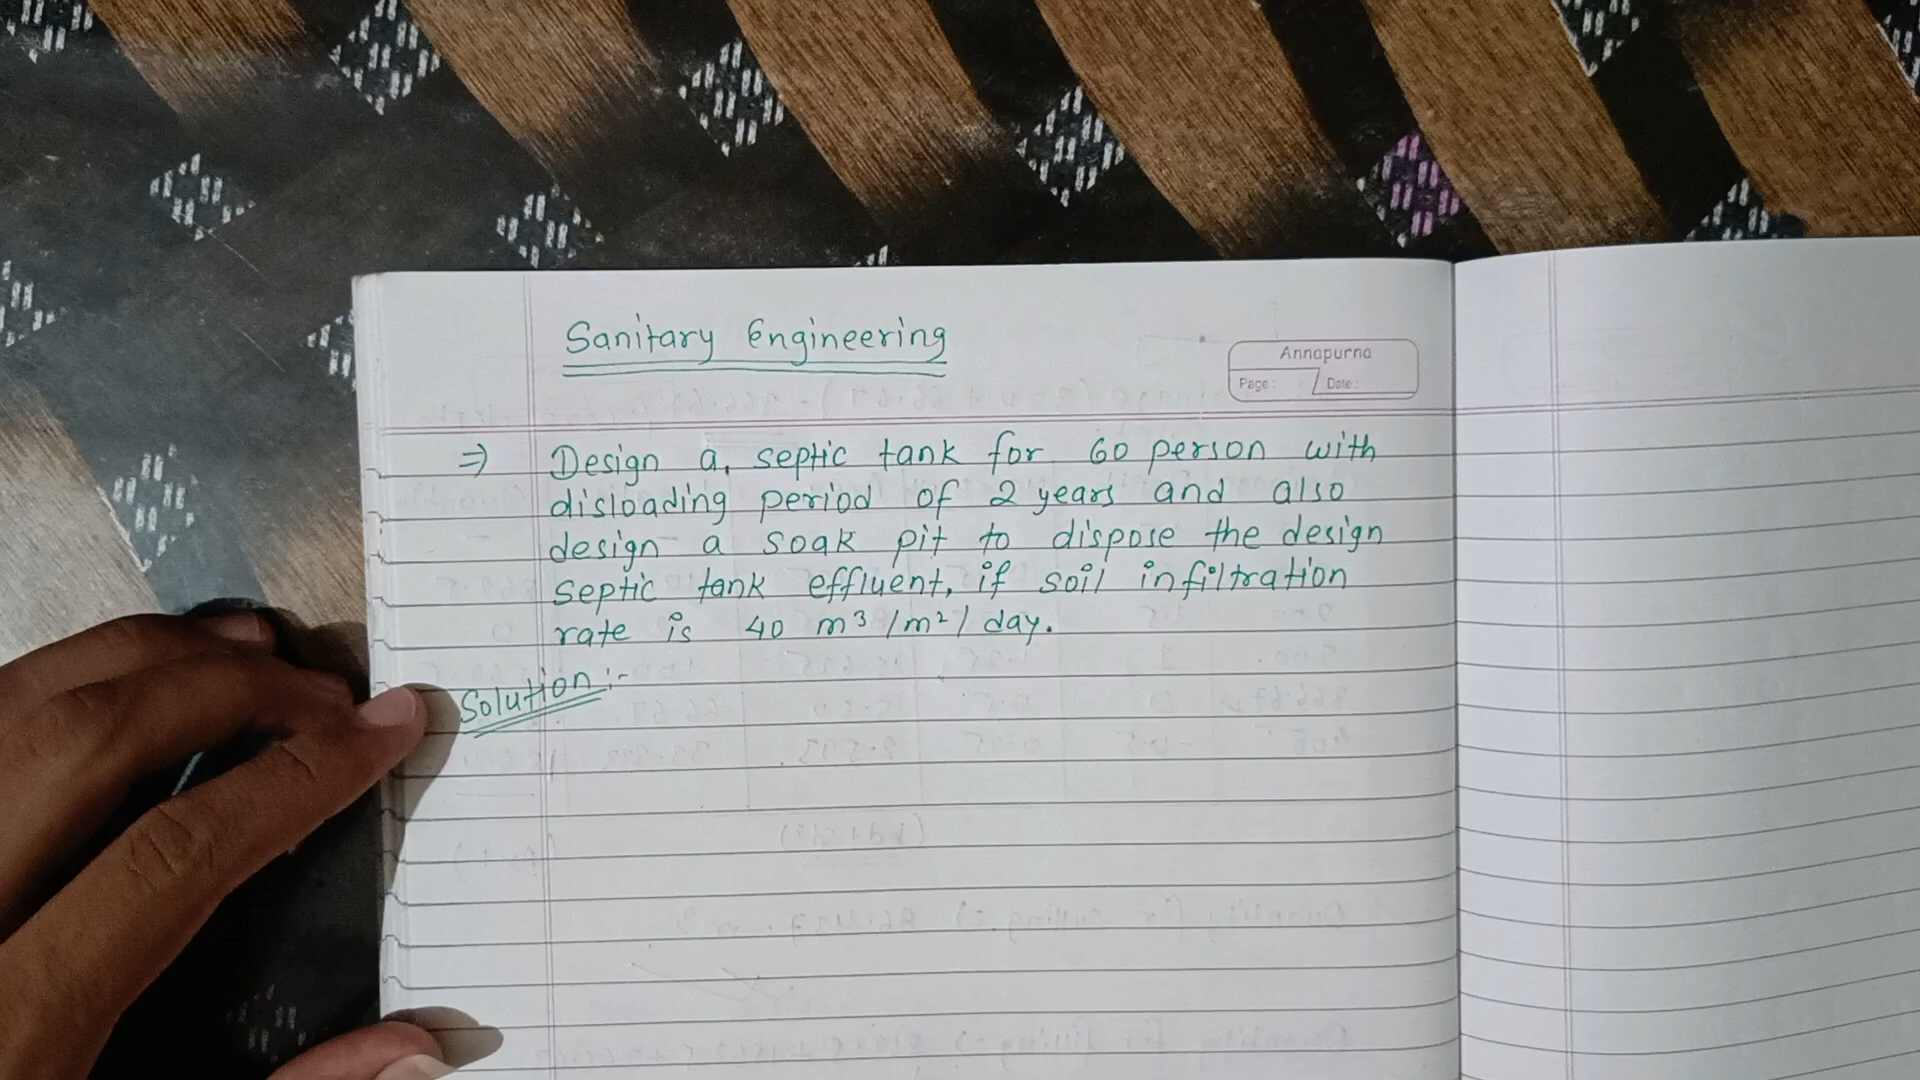 Sanitary Engineering
Annapurna
Page :
Date :
⇒ Design a septic tank for 60 person with
disloading period of 2 years and also
design a soak pit to dispose the design
septic tank effluent, if soil infiltration
rate is 40 m³/m²/day.
Solution :-